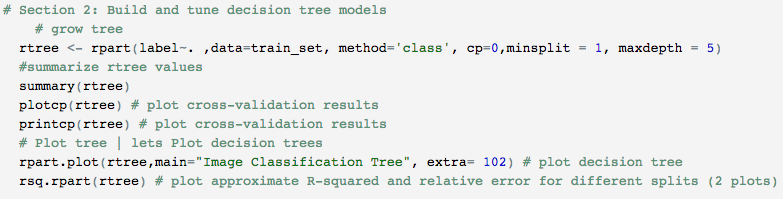 # Section 2: Build and tune decision tree models
# grow tree
rtree <- rpart(label~. ,data=train_set, method='class', cp=0,minsplit = 1, maxdepth = 5)
#summarize rtree values
summary(rtree)
plotcp(rtree) # plot cross-validation results
printcp(rtree) # plot cross-validation results
# Plot tree | lets Plot decision trees
rpart.plot(rtree,main="Image Classification Tree", extra= 102) # plot decision tree
rsq.rpart(rtree) # plot approximate R-squared and relative error for different splits (2 plots)